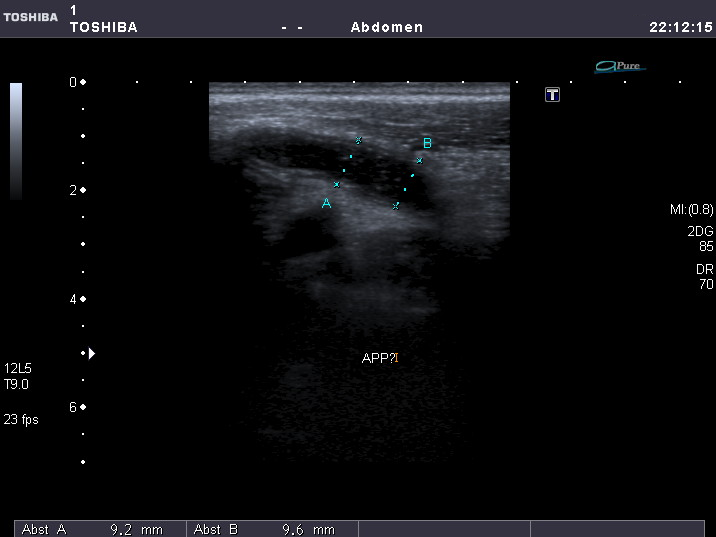 TOSHIBA
1
TOSHIBA - - Abdomen 22:12:15
Pure
T
0
2
4
6
A
B
MI:(0.8)
2DG
85
DR
70
APP?
12L5
T9.0
23 fps
Abst A 9.2 mm Abst B 9.6 mm